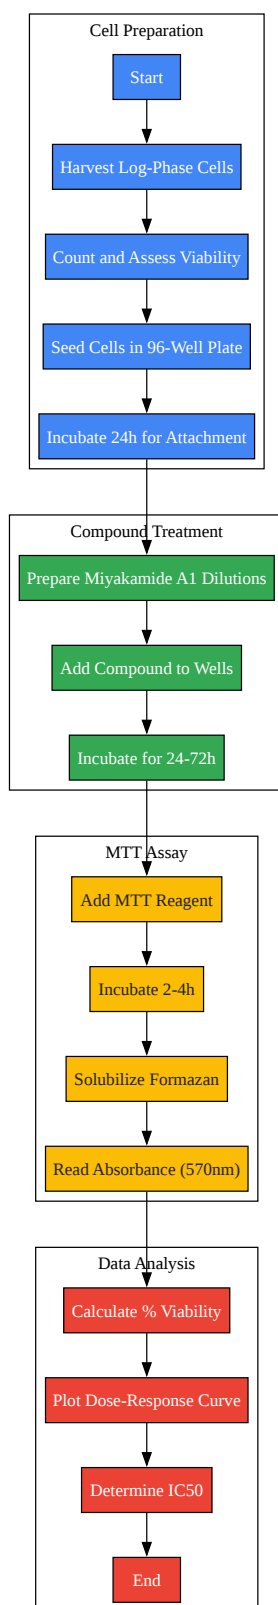 Cell Preparation
Start
Harvest Log-Phase Cells
Count and Assess Viability
Seed Cells in 96-Well Plate
Incubate 24h for Attachment
Compound Treatment
Prepare Miyakamide A1 Dilutions
Add Compound to Wells
Incubate for 24-72h
MTT Assay
Add MTT Reagent
Incubate 2-4h
Solubilize Formazan
Read Absorbance (570nm)
Data Analysis
Calculate % Viability
Plot Dose-Response Curve
Determine IC50
End